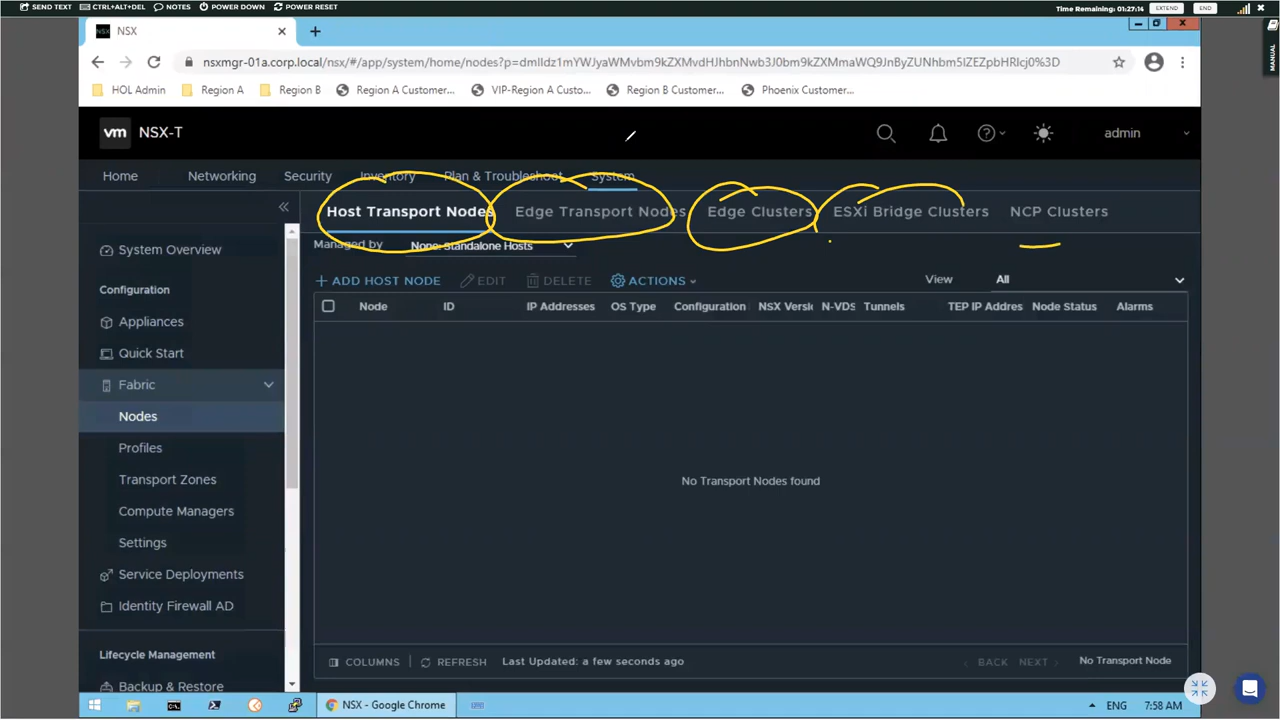 SEND TEXT CTRL+ALT+DEL NOTES POWER DOWN POWER RESET Time Remaining: 01:27:14 EXTEND END
MANUAL
NSX
nsxmgr-01a.corp.local/nsx/#/app/system/home/nodes?p=dmlldz1mYWJyaWMvbm9kZXMvdHJhbnNwb3J0bm9kZXMmaWQ9JnByZUNhbm5lZEZpbHRlcj0%3D
HOL Admin Region A Region B Region A Customer... VIP-Region A Custo... Region B Customer... Phoenix Customer...
vm NSX-T admin
Home Networking Security Inventory Plan & Troubleshoot System
Host Transport Nodes Edge Transport Nodes Edge Clusters ESXi Bridge Clusters NCP Clusters
Managed by None: Standalone Hosts
ADD HOST NODE EDIT DELETE ACTIONS View All
Node ID IP Addresses OS Type Configuration NSX Versi N-VDS Tunnels TEP IP Addres Node Status Alarms
No Transport Nodes found
COLUMNS REFRESH Last Updated: a few seconds ago BACK NEXT No Transport Node
System Overview
Configuration
Appliances
Quick Start
Fabric
Nodes
Profiles
Transport Zones
Compute Managers
Settings
Service Deployments
Identity Firewall AD
Lifecycle Management
Backup & Restore
NSX - Google Chrome ENG 7:58 AM